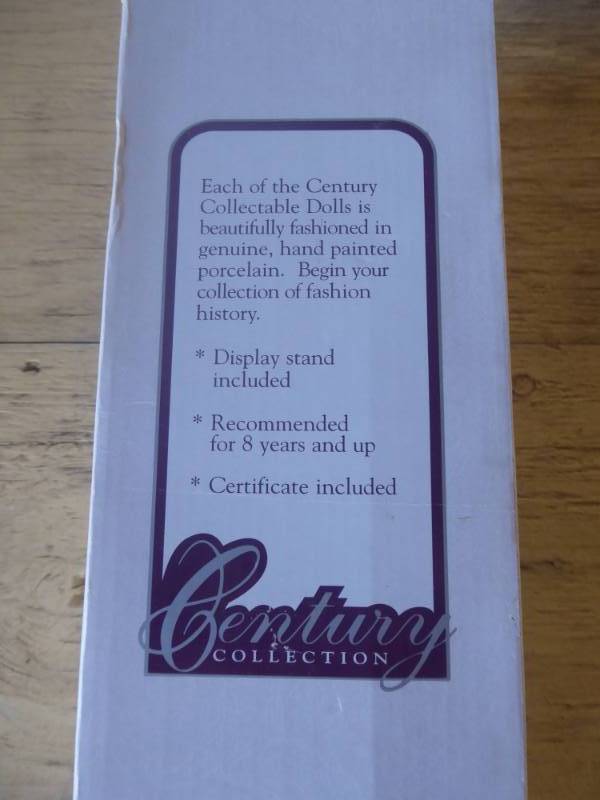 Each of the Century
Collectable Dolls is
beautifully fashioned in
genuine, hand painted
porcelain. Begin your
collection of fashion
history.
* Display stand
included
* Recommended
for 8 years and up
* Certificate included
Century
COLLECTION